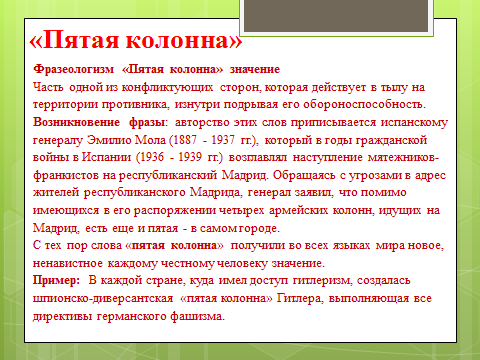 «Пятая колонна»
Фразеологизм «Пятая колонна» значение
Часть одной из конфликтующих сторон, которая действует в тылу на
территории противника, изнутри подрывая его обороноспособность.
Возникновение фразы: авторство этих слов приписывается испанскому
генералу Эмилио Мола (1887 - 1937 гг.), который в годы гражданской
войны в Испании (1936 - 1939 гг.) возглавлял наступление мятежников-
франкистов на республиканский Мадрид. Обращаясь с угрозами в адрес
жителей республиканского Мадрида, генерал заявил, что помимо
имеющихся в его распоряжении четырех армейских колонн, идущих на
Мадрид, есть еще и пятая - в самом городе.
С тех пор слова «пятая колонна» получили во всех языках мира новое,
ненавистное каждому честному человеку значение.
Пример: В каждой стране, куда имел доступ гитлеризм, создалась
шпионско-диверсантская «пятая колонна» Гитлера, выполняющая все
директивы германского фашизма.